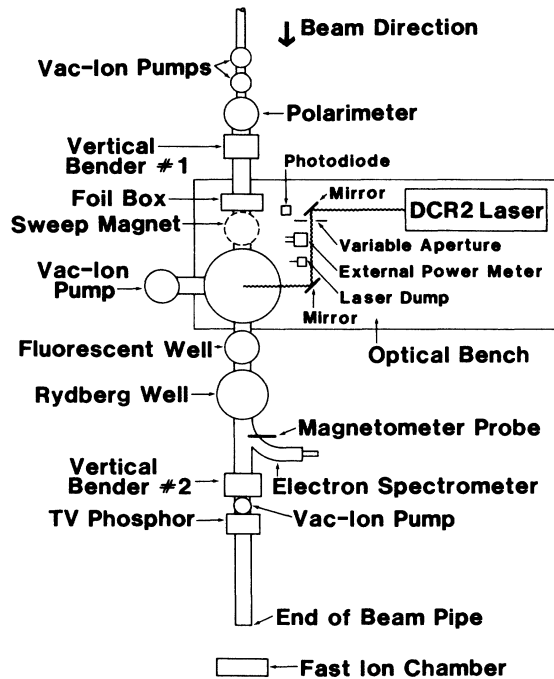 Beam Direction
Vac-Ion Pumps
Polarimeter
Vertical
Bender #1
Photodiode
Mirror
Foil Box
DCR2 Laser
Sweep Magnet
Variable Aperture
Vac-Ion
Pump
External Power Meter
Laser Dump
Mirror
Fluorescent Well
Optical Bench
Rydberg Well
Magnetometer Probe
Vertical
Bender #2
Electron Spectrometer
TV Phosphor
Vac-Ion Pump
End of Beam Pipe
Fast Ion Chamber